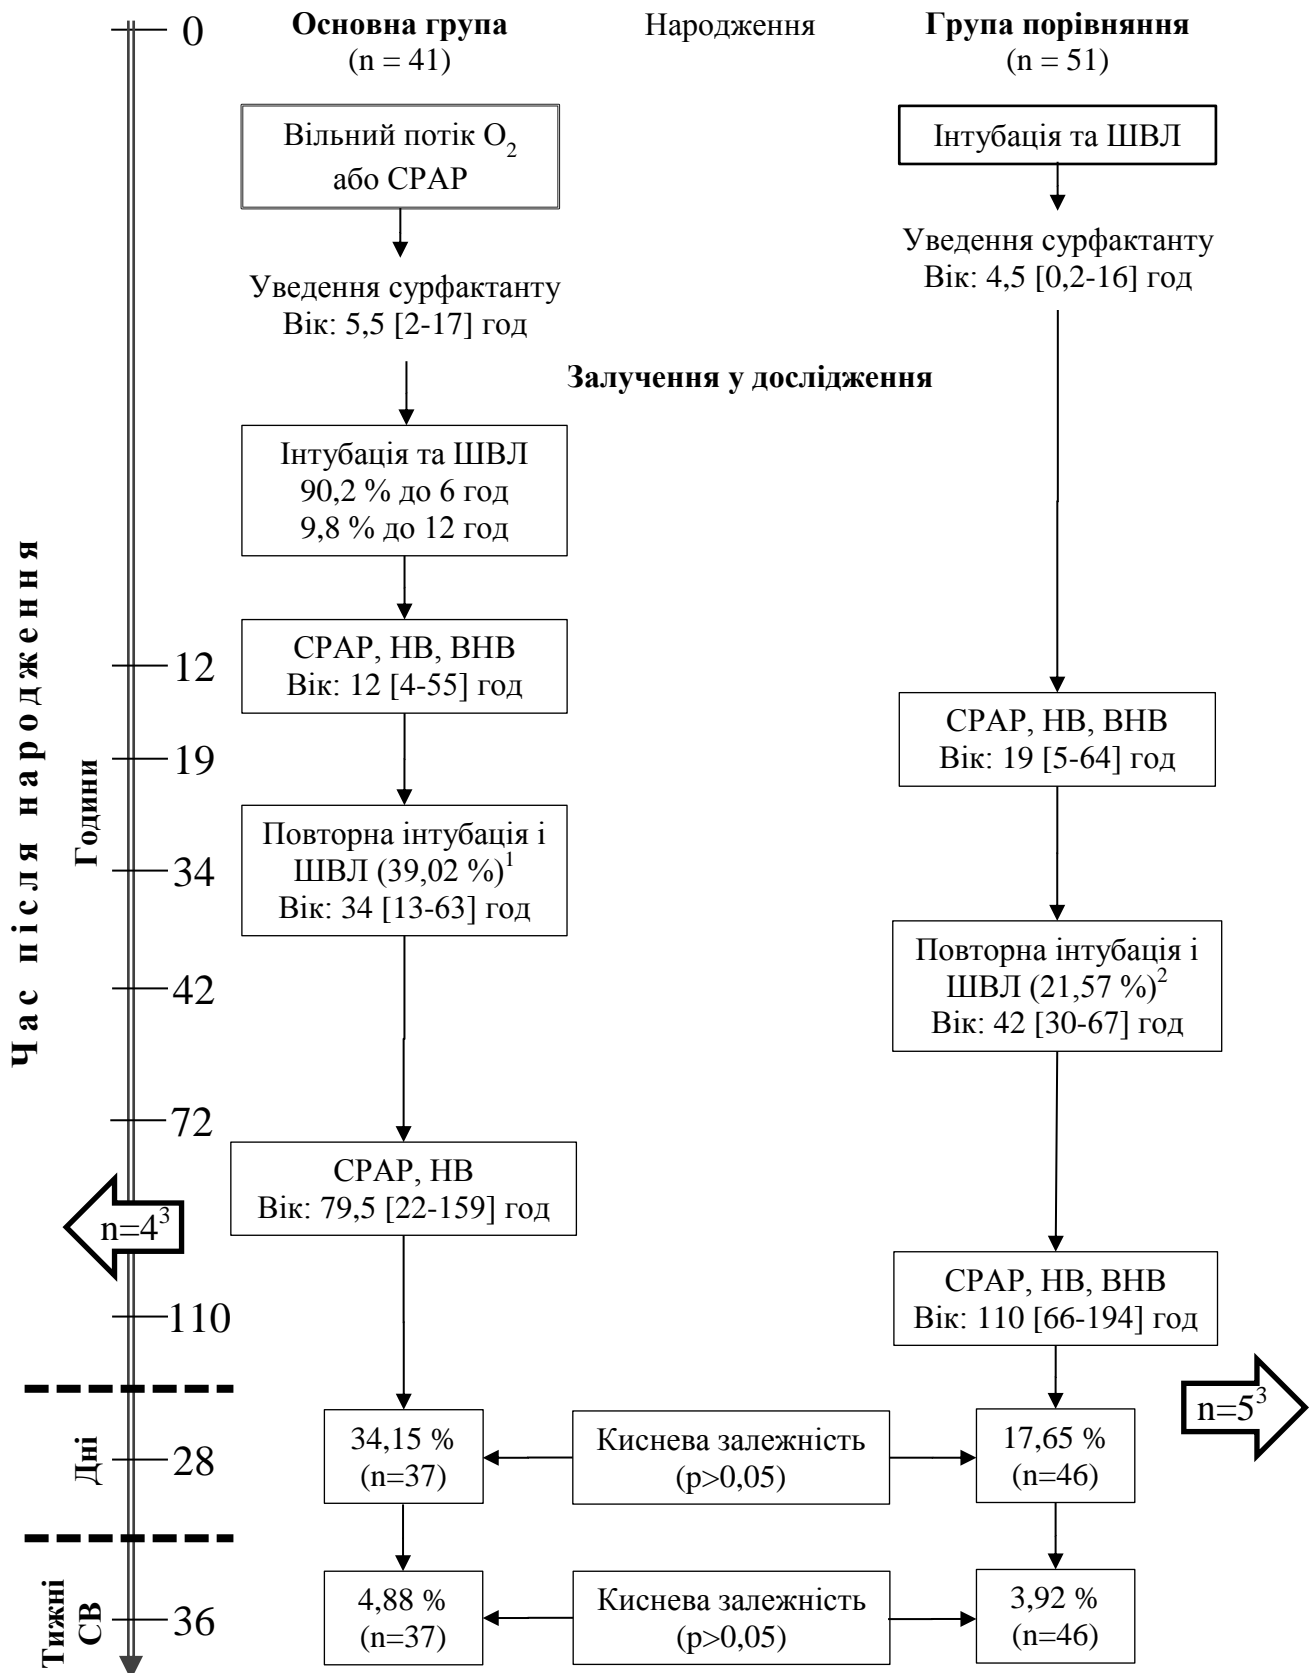 0
Основна група
(n = 41)
Народження
Група порівняння
(n = 51)
Вільний потік O2
або СРАР
Інтубація та ШВЛ
Уведення сурфактанту
Вік: 5,5 [2-17] год
Уведення сурфактанту
Вік: 4,5 [0,2-16] год
Залучення у дослідження
Інтубація та ШВЛ
90,2 % до 6 год
9,8 % до 12 год
Час після народження
Години
12
СРАР, НВ, ВНВ
Вік: 12 [4-55] год
19
СРАР, НВ, ВНВ
Вік: 19 [5-64] год
34
Повторна інтубація і
ШВЛ (39,02 %)1
Вік: 34 [13-63] год
42
Повторна інтубація і
ШВЛ (21,57 %)2
Вік: 42 [30-67] год
72
СРАР, НВ
Вік: 79,5 [22-159] год
n=4³
110
СРАР, НВ, ВНВ
Вік: 110 [66-194] год
n=5³
Дні
28
34,15 %
(n=37)
Киснева залежність
(p>0,05)
17,65 %
(n=46)
Тижні
СВ
36
4,88 %
(n=37)
Киснева залежність
(p>0,05)
3,92 %
(n=46)